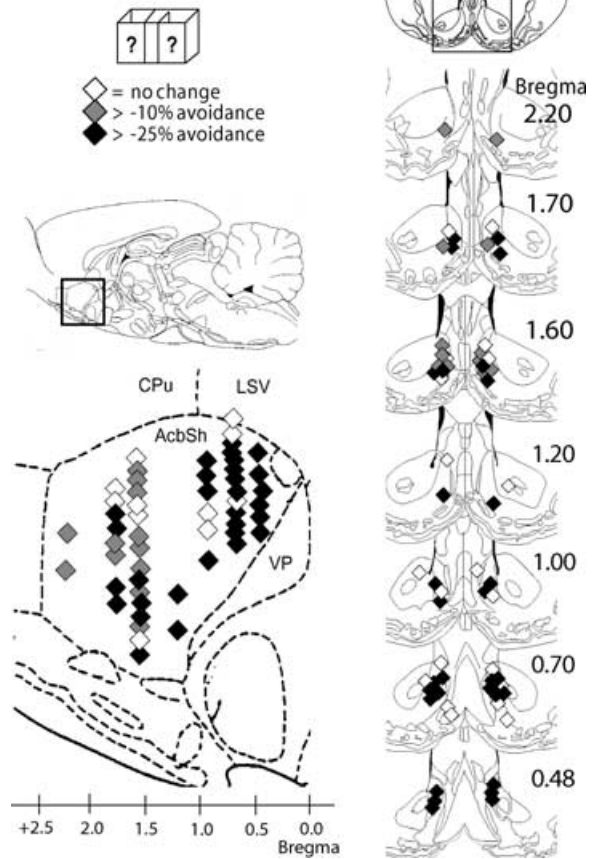 ? ?
= no change
> -10% avoidance
> -25% avoidance
CPu LSV
AcbSh
VP
+2.5 2.0 1.5 1.0 0.5 0.0
Bregma
Bregma
2.20
1.70
1.60
1.20
1.00
0.70
0.48